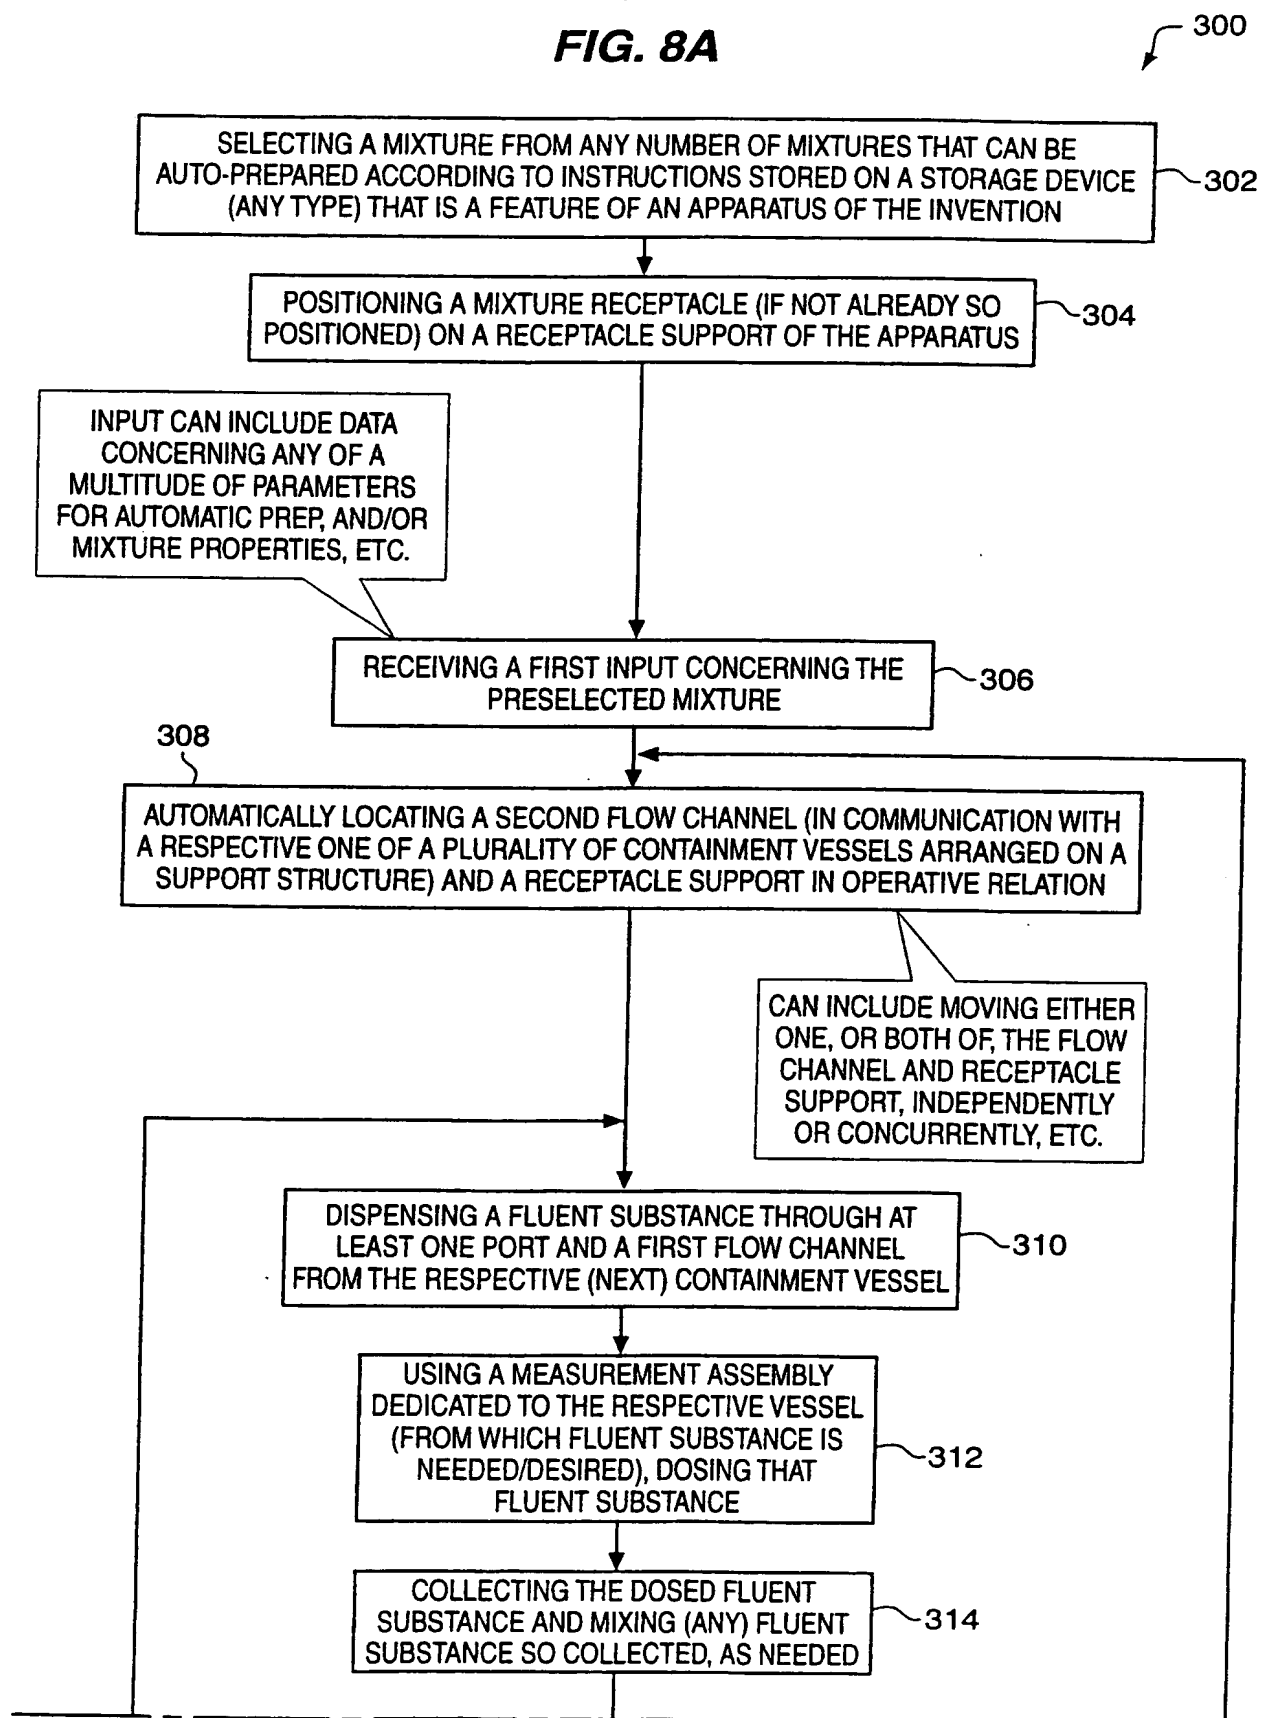 FIG. 8A
300
SELECTING A MIXTURE FROM ANY NUMBER OF MIXTURES THAT CAN BE
AUTO-PREPARED ACCORDING TO INSTRUCTIONS STORED ON A STORAGE DEVICE
(ANY TYPE) THAT IS A FEATURE OF AN APPARATUS OF THE INVENTION
302
POSITIONING A MIXTURE RECEPTACLE (IF NOT ALREADY SO
POSITIONED) ON A RECEPTACLE SUPPORT OF THE APPARATUS
304
INPUT CAN INCLUDE DATA
CONCERNING ANY OF A
MULTITUDE OF PARAMETERS
FOR AUTOMATIC PREP, AND/OR
MIXTURE PROPERTIES, ETC.
RECEIVING A FIRST INPUT CONCERNING THE
PRESELECTED MIXTURE
306
308
AUTOMATICALLY LOCATING A SECOND FLOW CHANNEL (IN COMMUNICATION WITH
A RESPECTIVE ONE OF A PLURALITY OF CONTAINMENT VESSELS ARRANGED ON A
SUPPORT STRUCTURE) AND A RECEPTACLE SUPPORT IN OPERATIVE RELATION
CAN INCLUDE MOVING EITHER
ONE, OR BOTH OF, THE FLOW
CHANNEL AND RECEPTACLE
SUPPORT, INDEPENDENTLY
OR CONCURRENTLY, ETC.
DISPENSING A FLUENT SUBSTANCE THROUGH AT
LEAST ONE PORT AND A FIRST FLOW CHANNEL
FROM THE RESPECTIVE (NEXT) CONTAINMENT VESSEL
310
USING A MEASUREMENT ASSEMBLY
DEDICATED TO THE RESPECTIVE VESSEL
(FROM WHICH FLUENT SUBSTANCE IS
NEEDED/DESIRED), DOSING THAT
FLUENT SUBSTANCE
312
COLLECTING THE DOSED FLUENT
SUBSTANCE AND MIXING (ANY) FLUENT
SUBSTANCE SO COLLECTED, AS NEEDED
314